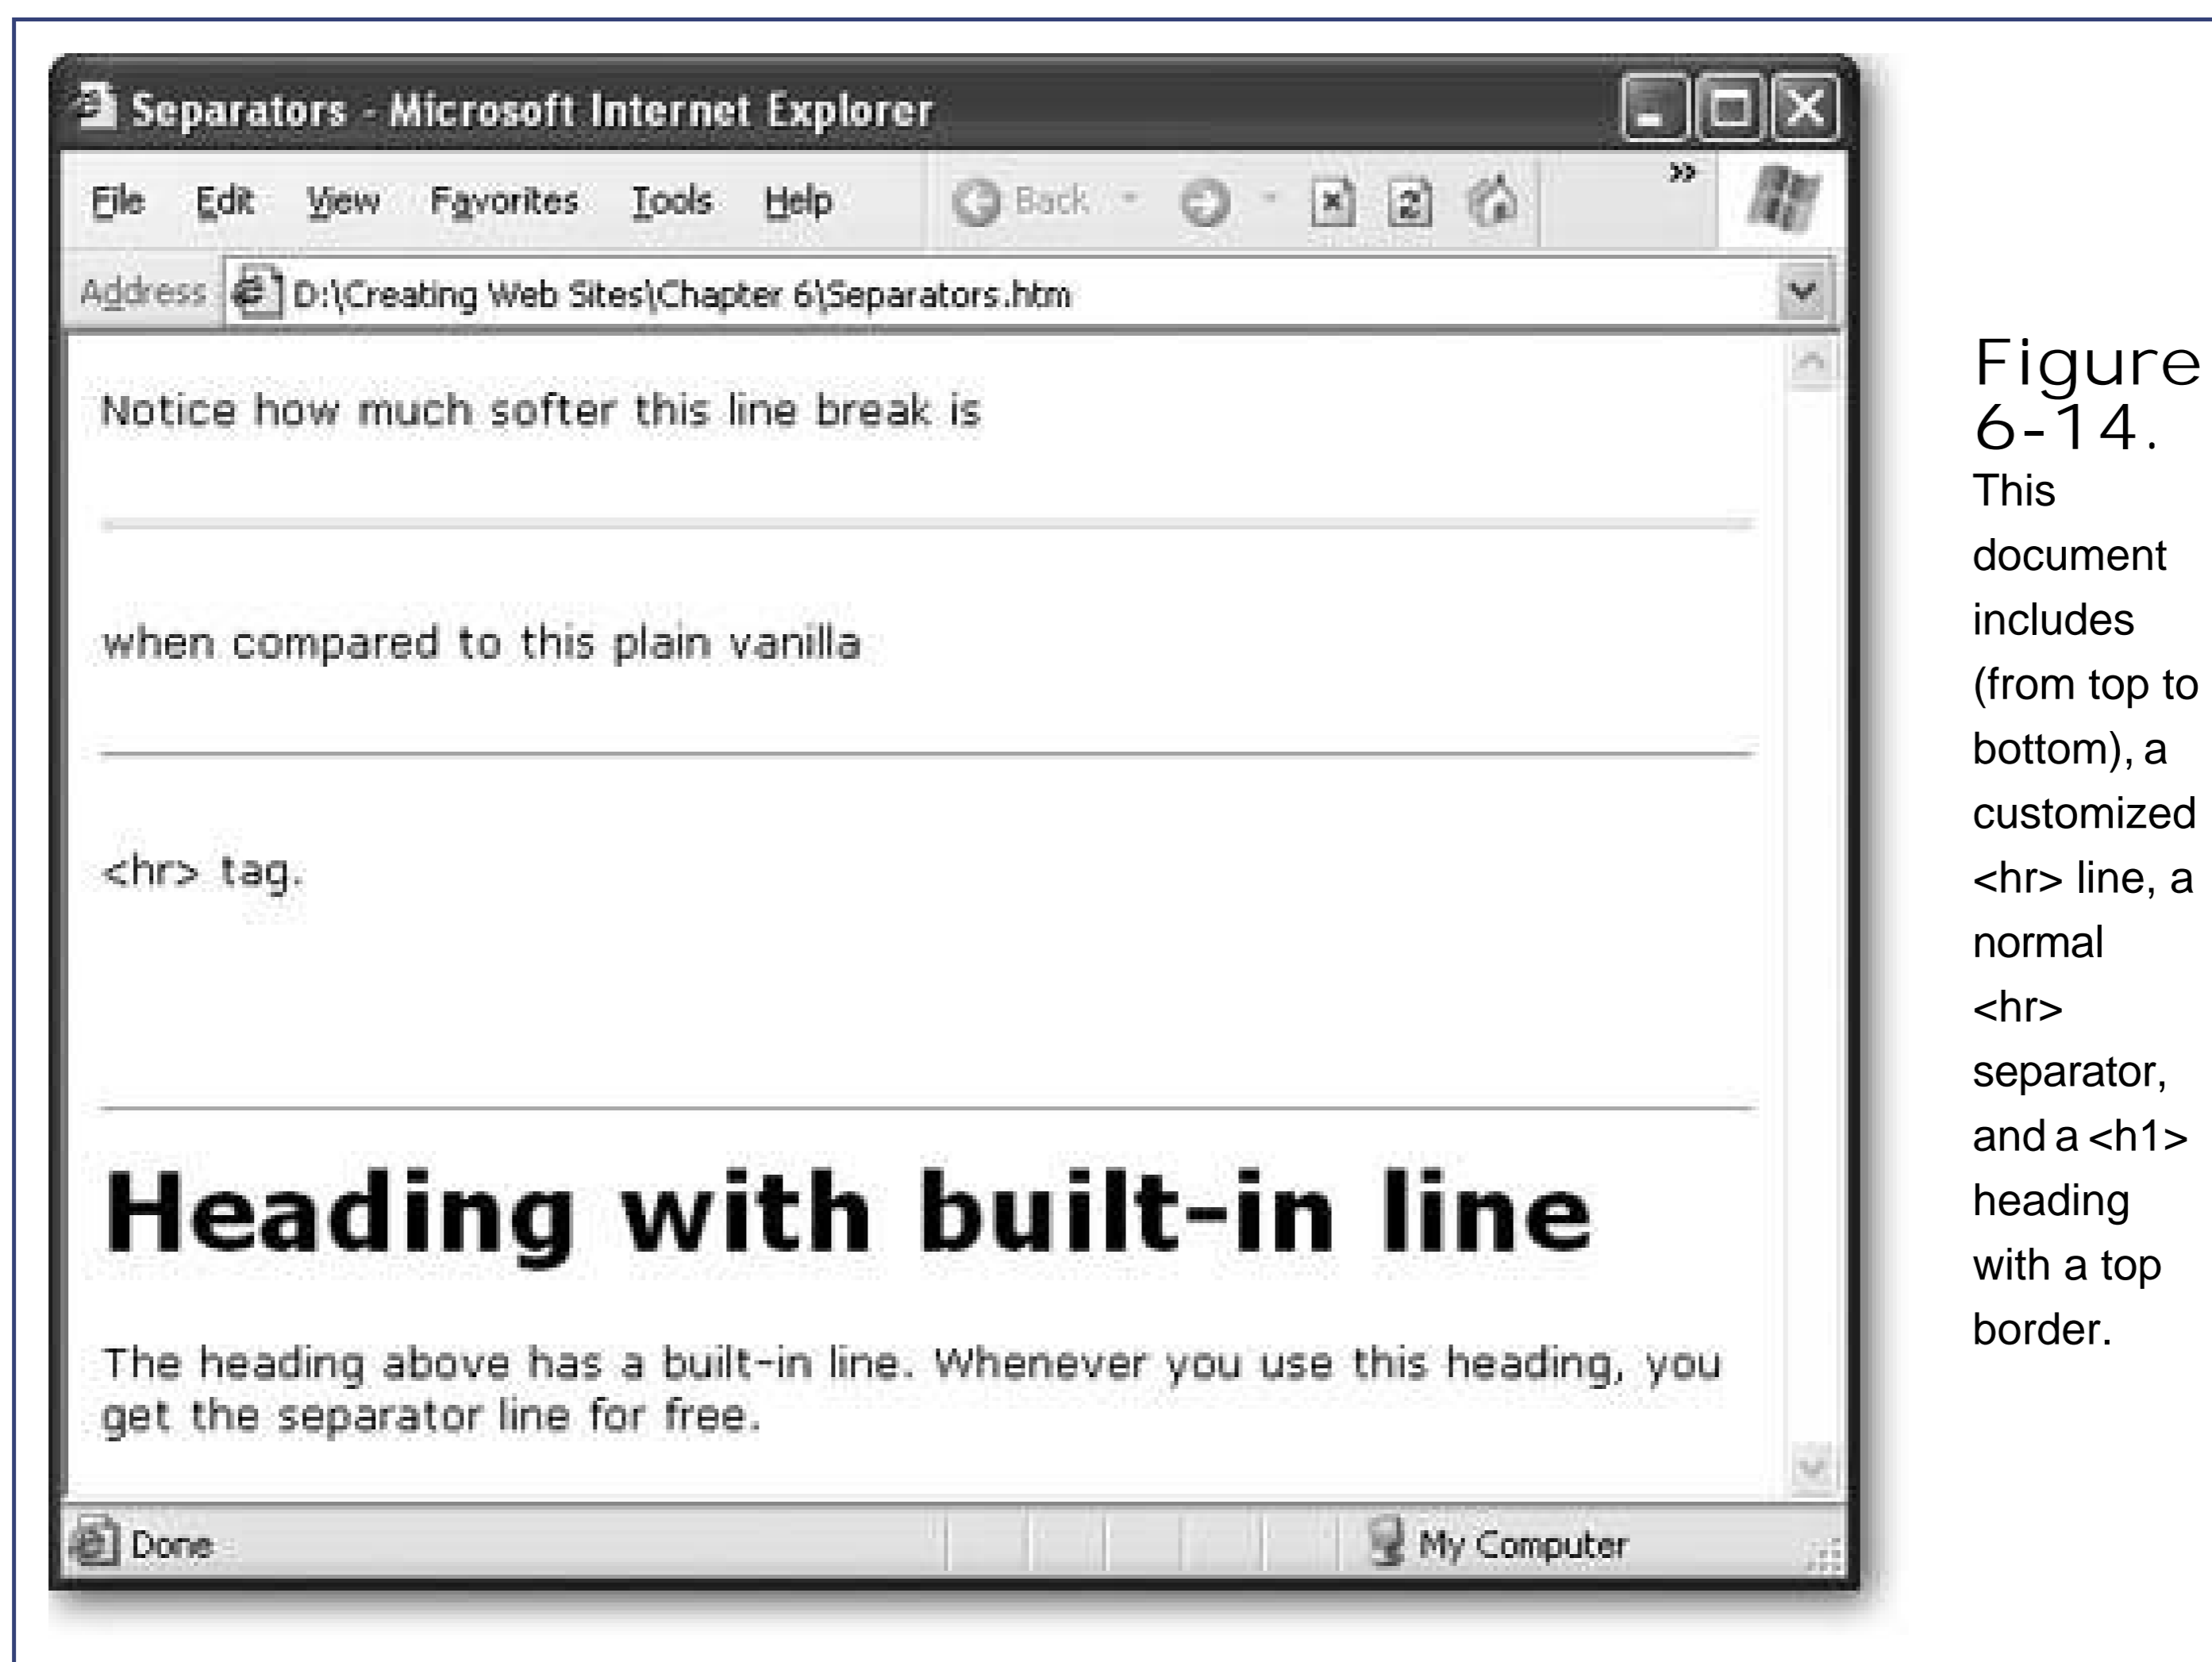 Separators - Microsoft Internet Explorer
File Edit View Favorites Tools Help Back »
Address D:\Creating Web Sites\Chapter 6\Separators.htm
Notice how much softer this line break is
when compared to this plain vanilla
<hr> tag.
Heading with built-in line
The heading above has a built-in line. Whenever you use this heading, you
get the separator line for free.
Done My Computer
Figure
6-14.
This
document
includes
(from top to
bottom), a
customized
<hr> line, a
normal
<hr>
separator,
and a <h1>
heading
with a top
border.